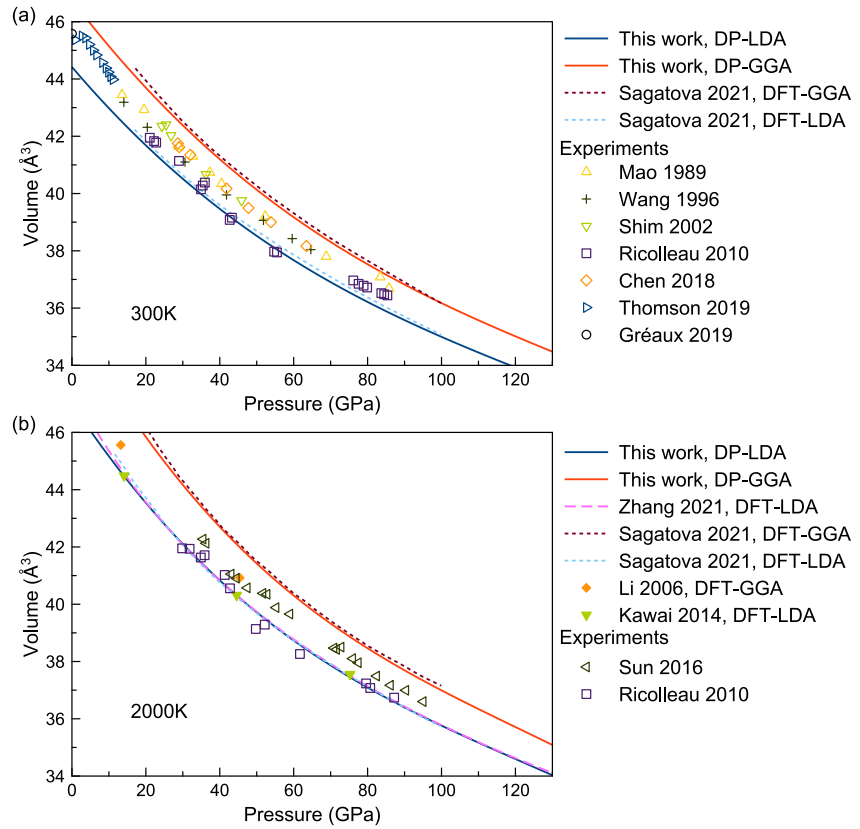 (a)
46
44
42
40
38
36
34
Volume (Å³)
300K
0
20
40
60
80
100
120
Pressure (GPa)
This work, DP-LDA
This work, DP-GGA
Sagatova 2021, DFT-GGA
Sagatova 2021, DFT-LDA
Experiments
Mao 1989
Wang 1996
Shim 2002
Ricolleau 2010
Chen 2018
Thomson 2019
Gréaux 2019
(b)
46
44
42
40
38
36
34
Volume (Å³)
2000K
0
20
40
60
80
100
120
Pressure (GPa)
This work, DP-LDA
This work, DP-GGA
Zhang 2021, DFT-LDA
Sagatova 2021, DFT-GGA
Sagatova 2021, DFT-LDA
Li 2006, DFT-GGA
Kawai 2014, DFT-LDA
Experiments
Sun 2016
Ricolleau 2010